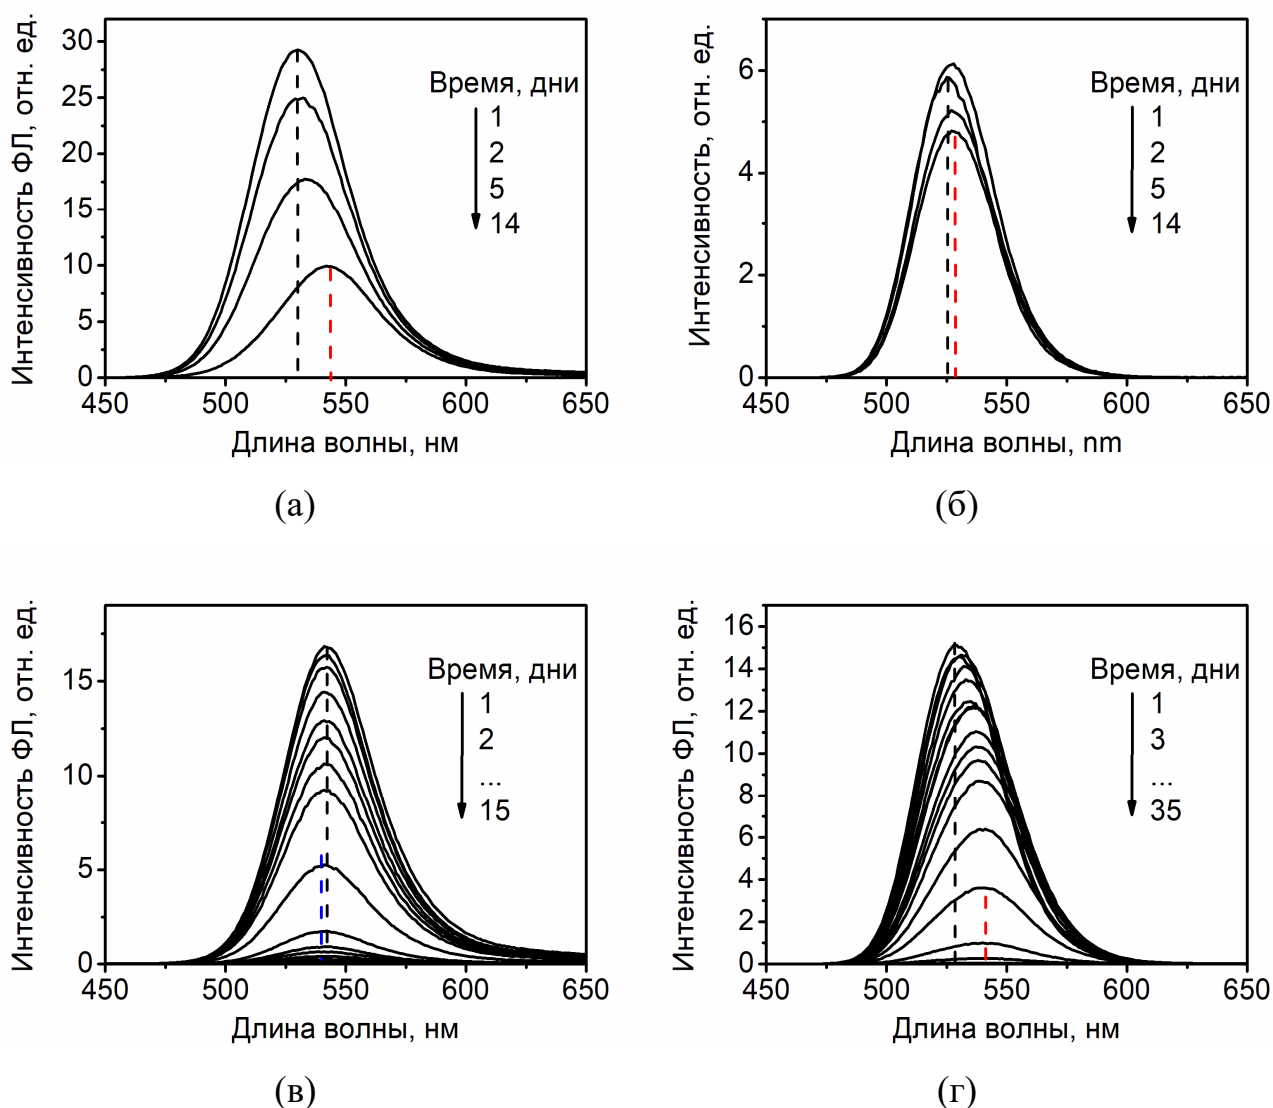 Интенсивность ФЛ, отн. ед.
30
25
20
15
10
5
0
450 500 550 600 650
Длина волны, нм
Время, дни
1
2
5
14
(а)
Интенсивность, отн. ед.
6
4
2
0
450 500 550 600 650
Длина волны, nm
Время, дни
1
2
5
14
(б)
Интенсивность ФЛ, отн. ед.
15
10
5
0
450 500 550 600 650
Длина волны, нм
Время, дни
1
2
...
15
(в)
Интенсивность ФЛ, отн. ед.
16
14
12
10
8
6
4
2
0
450 500 550 600 650
Длина волны, нм
Время, дни
1
3
...
35
(г)